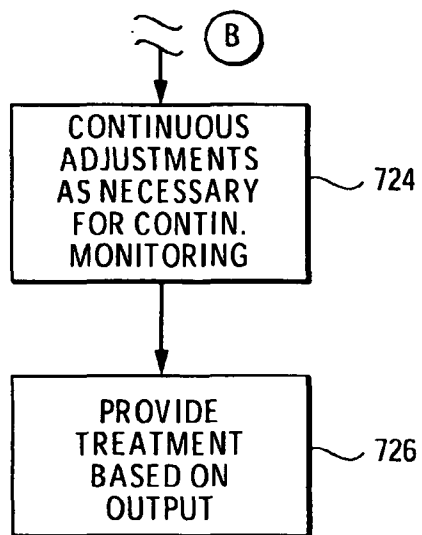 B
CONTINUOUS
ADJUSTMENTS
AS NECESSARY
FOR CONTIN.
MONITORING
724
PROVIDE
TREATMENT
BASED ON
OUTPUT
726